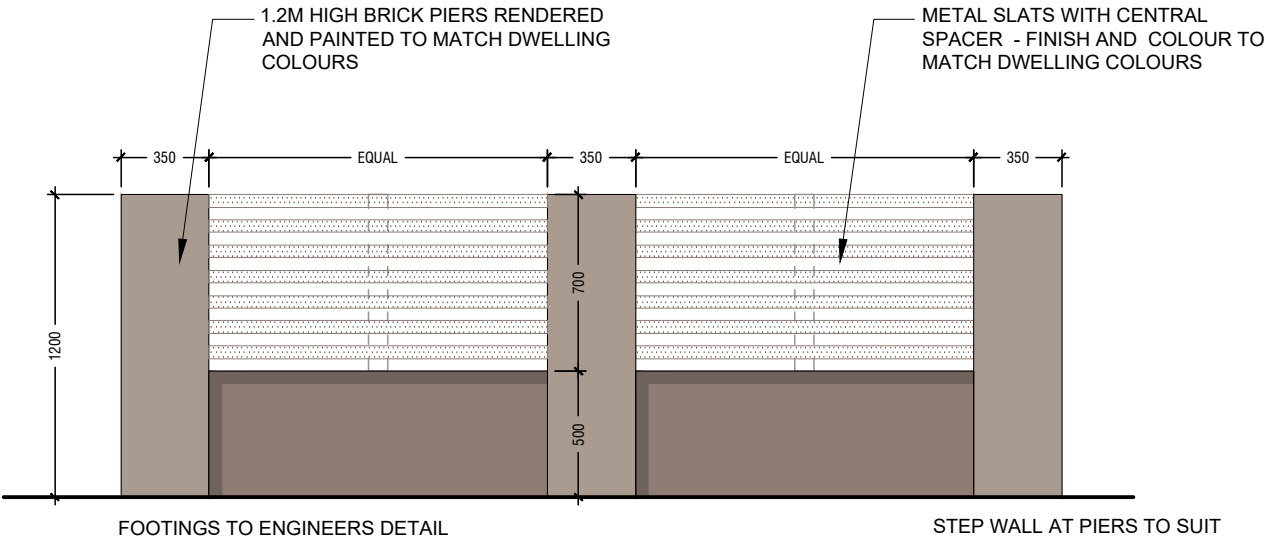 1.2M HIGH BRICK PIERS RENDERED
AND PAINTED TO MATCH DWELLING
COLOURS
METAL SLATS WITH CENTRAL
SPACER - FINISH AND COLOUR TO
MATCH DWELLING COLOURS
350
EQUAL
350
EQUAL
350
1200
700
500
FOOTINGS TO ENGINEERS DETAIL
STEP WALL AT PIERS TO SUIT